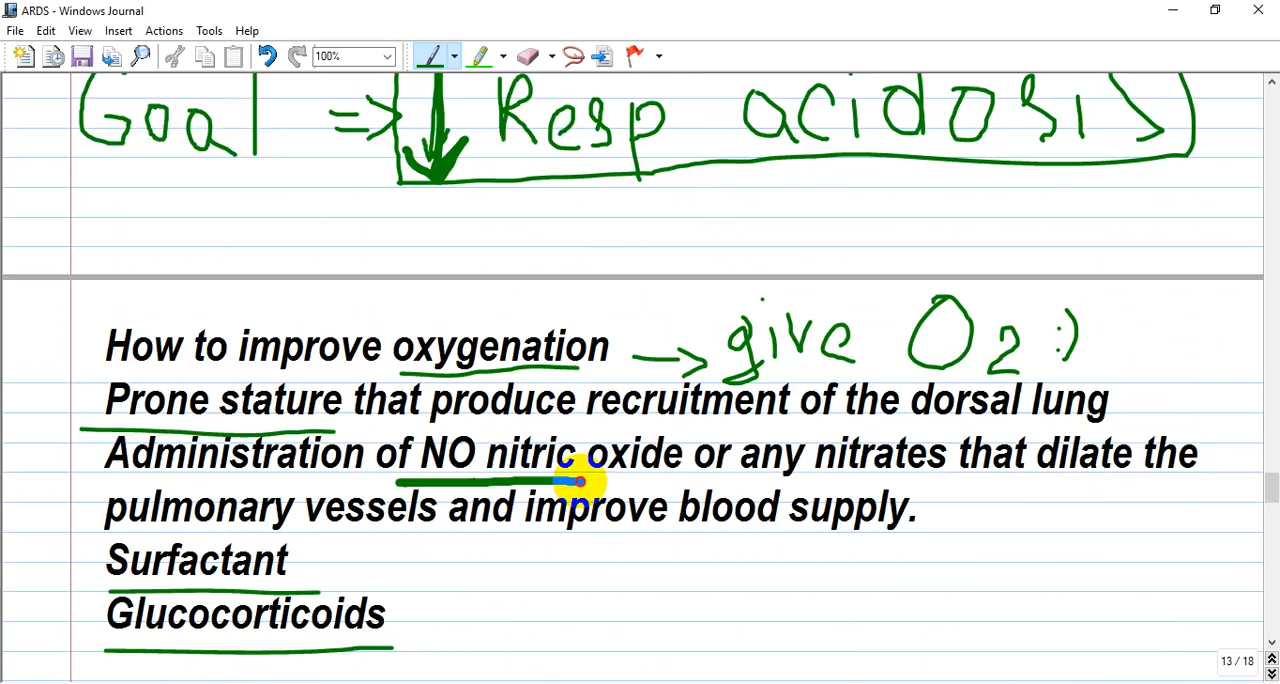 ARDS - Windows Journal
File Edit View Insert Actions Tools Help
100%
Goal => ↓ Resp acidosis
How to improve oxygenation → give O2 :)
Prone stature that produce recruitment of the dorsal lung
Administration of NO nitric oxide or any nitrates that dilate the
pulmonary vessels and improve blood supply.
Surfactant
Glucocorticoids
13 / 18